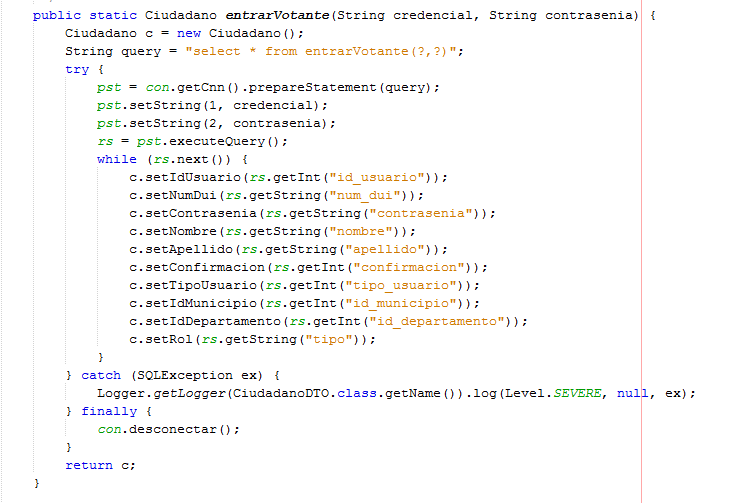 public static Ciudadano entrarVotante(String credencial, String contrasenia) {
    Ciudadano c = new Ciudadano();
    String query = "select * from entrarVotante(?,?)";
    try {
        pst = con.getCnn().prepareStatement(query);
        pst.setString(1, credencial);
        pst.setString(2, contrasenia);
        rs = pst.executeQuery();
        while (rs.next()) {
            c.setIdUsuario(rs.getInt("id_usuario"));
            c.setNumDui(rs.getString("num_dui"));
            c.setContrasenia(rs.getString("contrasenia"));
            c.setNombre(rs.getString("nombre"));
            c.setApellido(rs.getString("apellido"));
            c.setConfirmacion(rs.getInt("confirmacion"));
            c.setTipoUsuario(rs.getInt("tipo_usuario"));
            c.setIdMunicipio(rs.getInt("id_municipio"));
            c.setIdDepartamento(rs.getInt("id_departamento"));
            c.setRol(rs.getString("tipo"));
        }
    } catch (SQLException ex) {
        Logger.getLogger(CiudadanoDTO.class.getName()).log(Level.SEVERE, null, ex);
    } finally {
        con.desconectar();
    }
    return c;
}